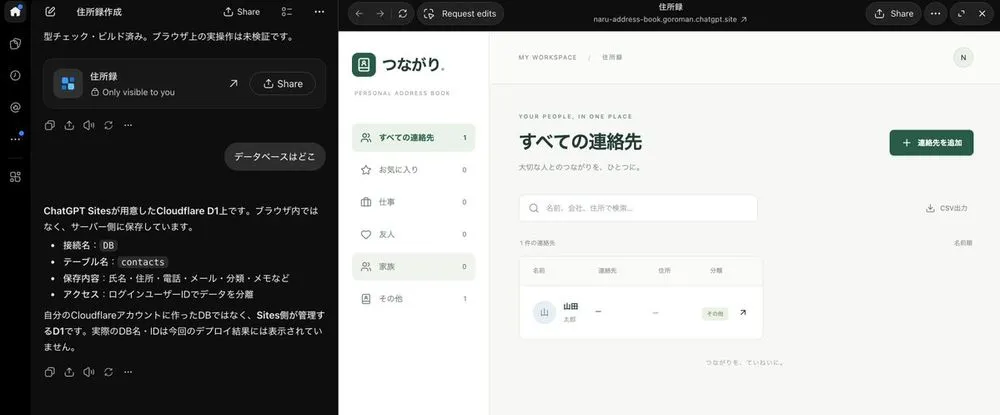 住所録作成
Share
型チェック・ビルド済み。ブラウザ上の実操作は未検証です。
住所録
Only visible to you
Share
データベースはどこ
ChatGPT Sitesが用意したCloudflare D1上です。ブラウザ内では
なく、サーバー側に保存しています。
• 接続名：DB
• テーブル名：contacts
• 保存内容：氏名・住所・電話・メール・分類・メモなど
• アクセス：ログインユーザーIDでデータを分離
自分のCloudflareアカウントに作ったDBではなく、Sites側が管理す
るD1です。実際のDB名・IDは今回のデプロイ結果には表示されてい
ません。
Request edits
住所録
naru-address-book.goroman.chatgpt.site
Share
つながり。
PERSONAL ADDRESS BOOK
すべての連絡先 1
お気に入り 0
仕事 0
友人 0
家族 0
その他 1
MY WORKSPACE / 住所録
N
YOUR PEOPLE, IN ONE PLACE
すべての連絡先
大切な人とのつながりを、ひとつに。
＋ 連絡先を追加
名前、会社、住所で検索...
CSV出力
1 件の連絡先
名前順
名前 連絡先 住所 分類
山 山田 — — その他
太郎
つながりを、ていねいに。